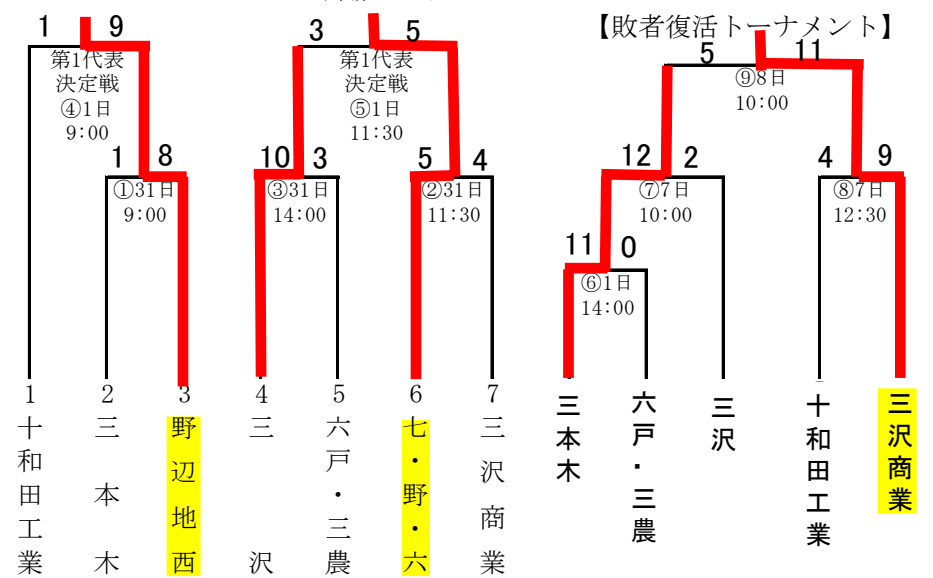 【敗者復活トーナメント】
1 9
第1代表
決定戦
④1日
9:00
1 8
①31日
9:00
3 5
第1代表
決定戦
⑤1日
11:30
10 3
③31日
14:00
5 4
②31日
11:30
5 11
⑨8日
10:00
12 2
⑦7日
10:00
4 9
⑧7日
12:30
11 0
⑥1日
14:00
1 十和田工業
2 三本木
3 野辺地西
4 三沢
5 六戸・三農
6 七・野・六
7 三沢商業
三本木
六戸・三農
三沢
十和田工業
三沢商業